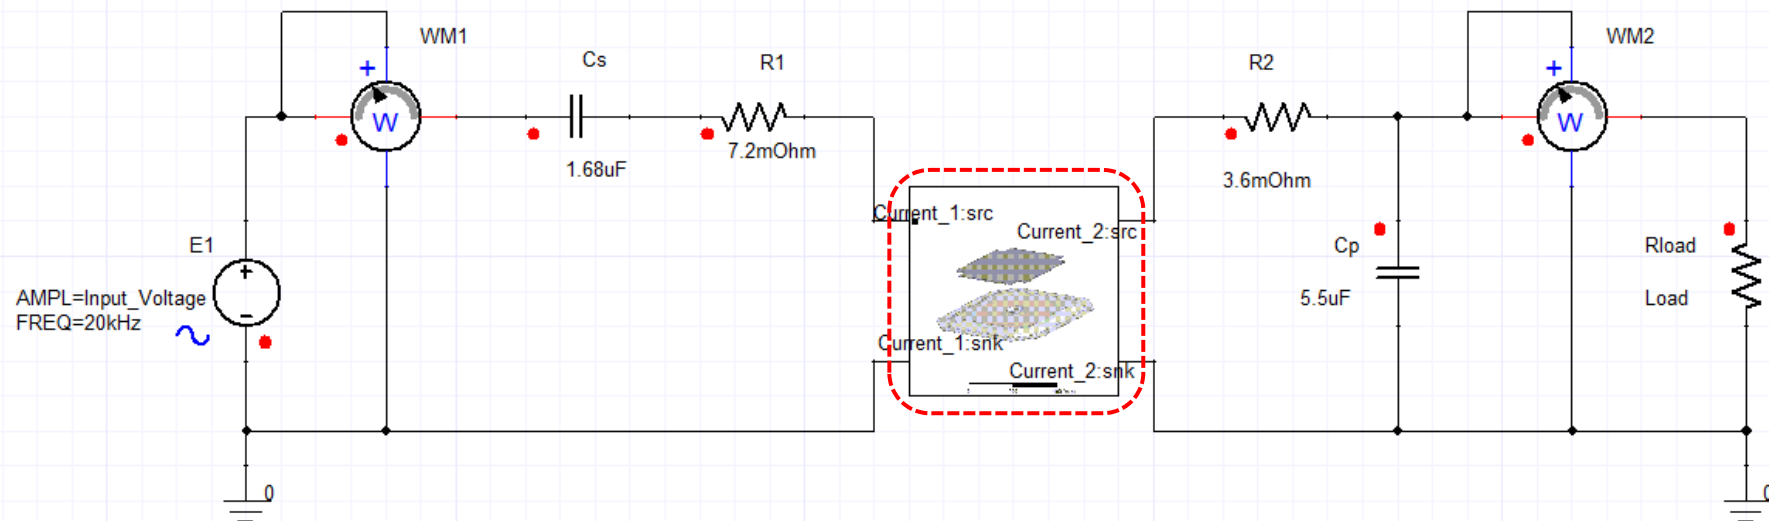 WM1
Cs
R1
+
W
7.2mOhm
1.68uF
E1
AMPL=Input_Voltage
FREQ=20kHz
+
0
Current_1:src
Current_2:src
Current_1:snk
Current_2:snk
WM2
R2
+
W
3.6mOhm
Cp
5.5uF
Rload
Load
0